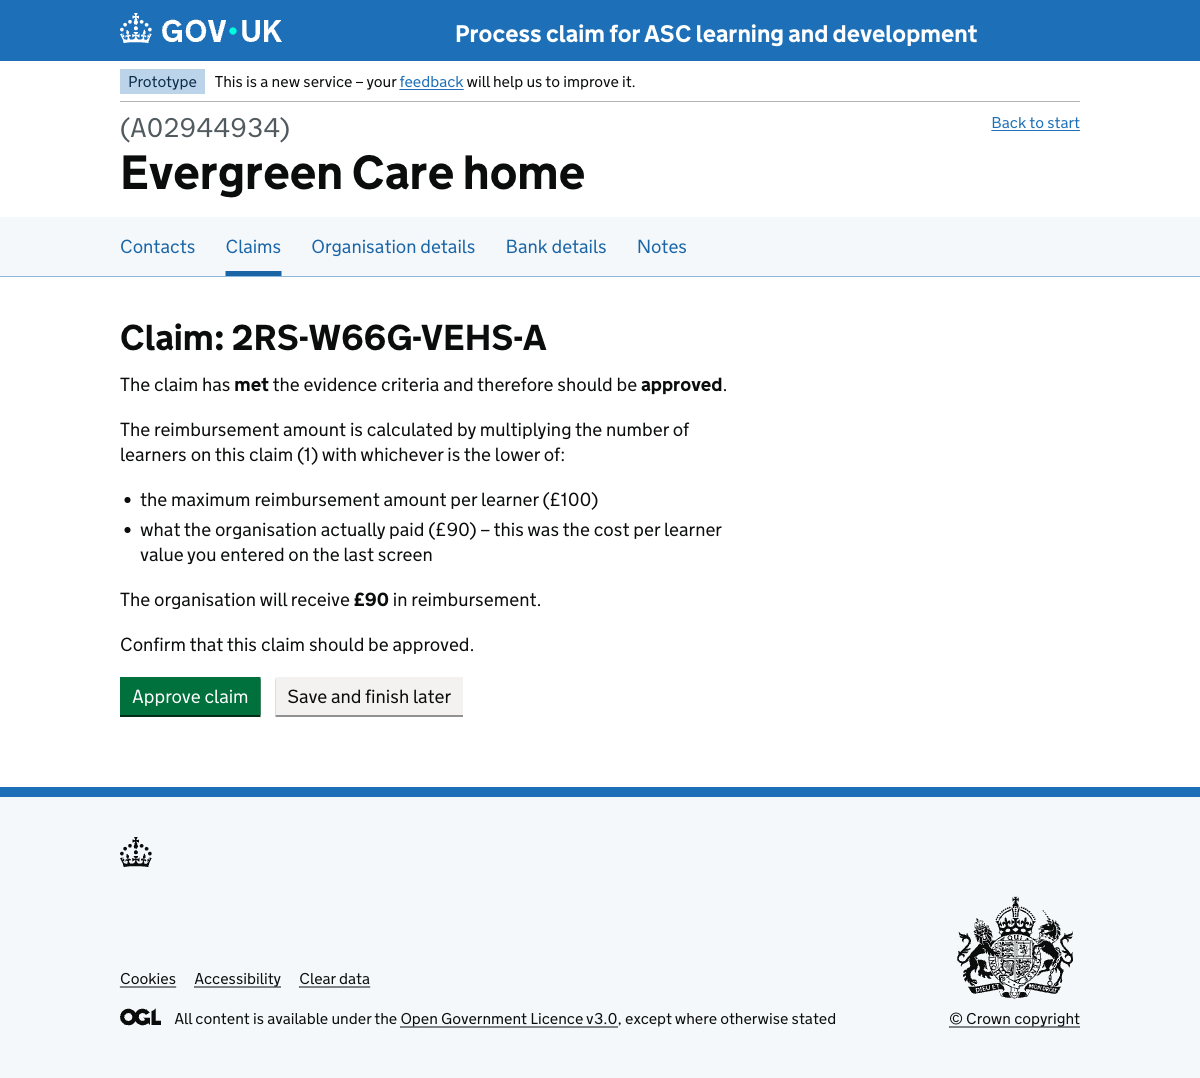 GOV·UK
Process claim for ASC learning and development
Prototype This is a new service – your feedback will help us to improve it.
(A02944934)
Back to start
Evergreen Care home
Contacts Claims Organisation details Bank details Notes
Claim: 2RS-W66G-VEHS-A
The claim has met the evidence criteria and therefore should be approved.
The reimbursement amount is calculated by multiplying the number of
learners on this claim (1) with whichever is the lower of:
• the maximum reimbursement amount per learner (£100)
• what the organisation actually paid (£90) – this was the cost per learner
value you entered on the last screen
The organisation will receive £90 in reimbursement.
Confirm that this claim should be approved.
Approve claim Save and finish later
Cookies Accessibility Clear data
OGL All content is available under the Open Government Licence v3.0, except where otherwise stated
© Crown copyright